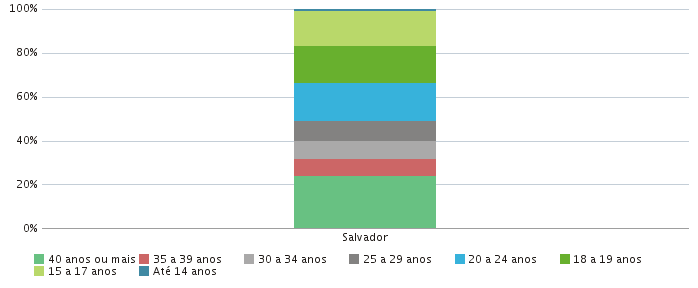 100%
80%
60%
40%
20%
0%
Salvador
40 anos ou mais 35 a 39 anos 30 a 34 anos 25 a 29 anos 20 a 24 anos 18 a 19 anos
15 a 17 anos Até 14 anos